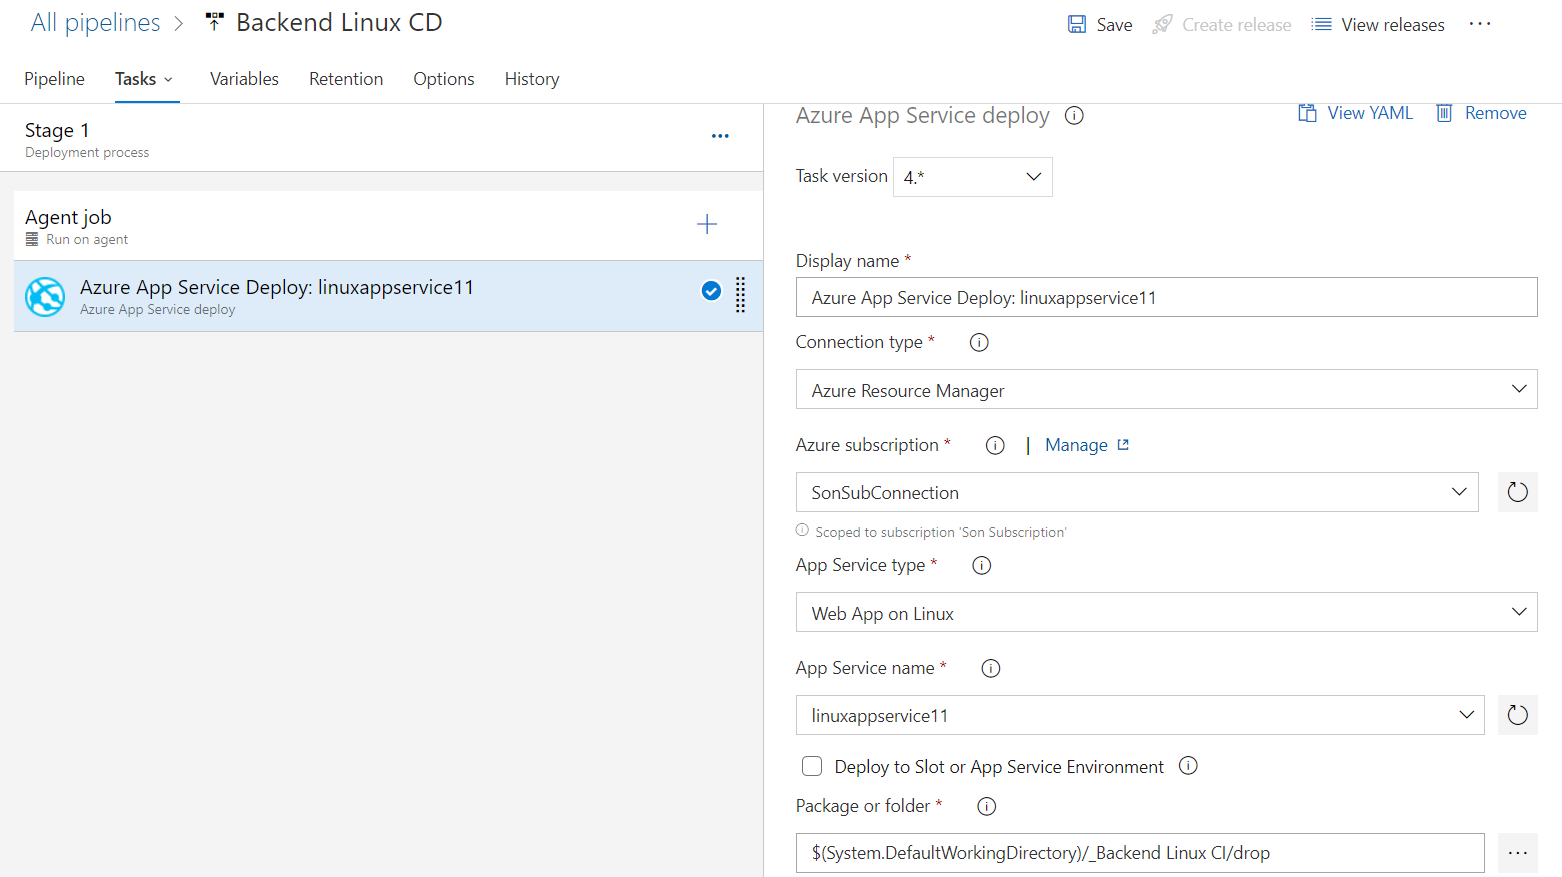 All pipelines > Backend Linux CD
Save Create release View releases ...
Pipeline Tasks Variables Retention Options History
Stage 1
Deployment process
...
Agent job
Run on agent
Azure App Service Deploy: linuxappservice11
Azure App Service deploy
Azure App Service deploy
View YAML Remove
Task version 4.*
Display name *
Azure App Service Deploy: linuxappservice11
Connection type *
Azure Resource Manager
Azure subscription * | Manage
SonSubConnection
Scoped to subscription 'Son Subscription'
App Service type *
Web App on Linux
App Service name *
linuxappservice11
Deploy to Slot or App Service Environment
Package or folder *
$(System.DefaultWorkingDirectory)/_Backend Linux CI/drop
...